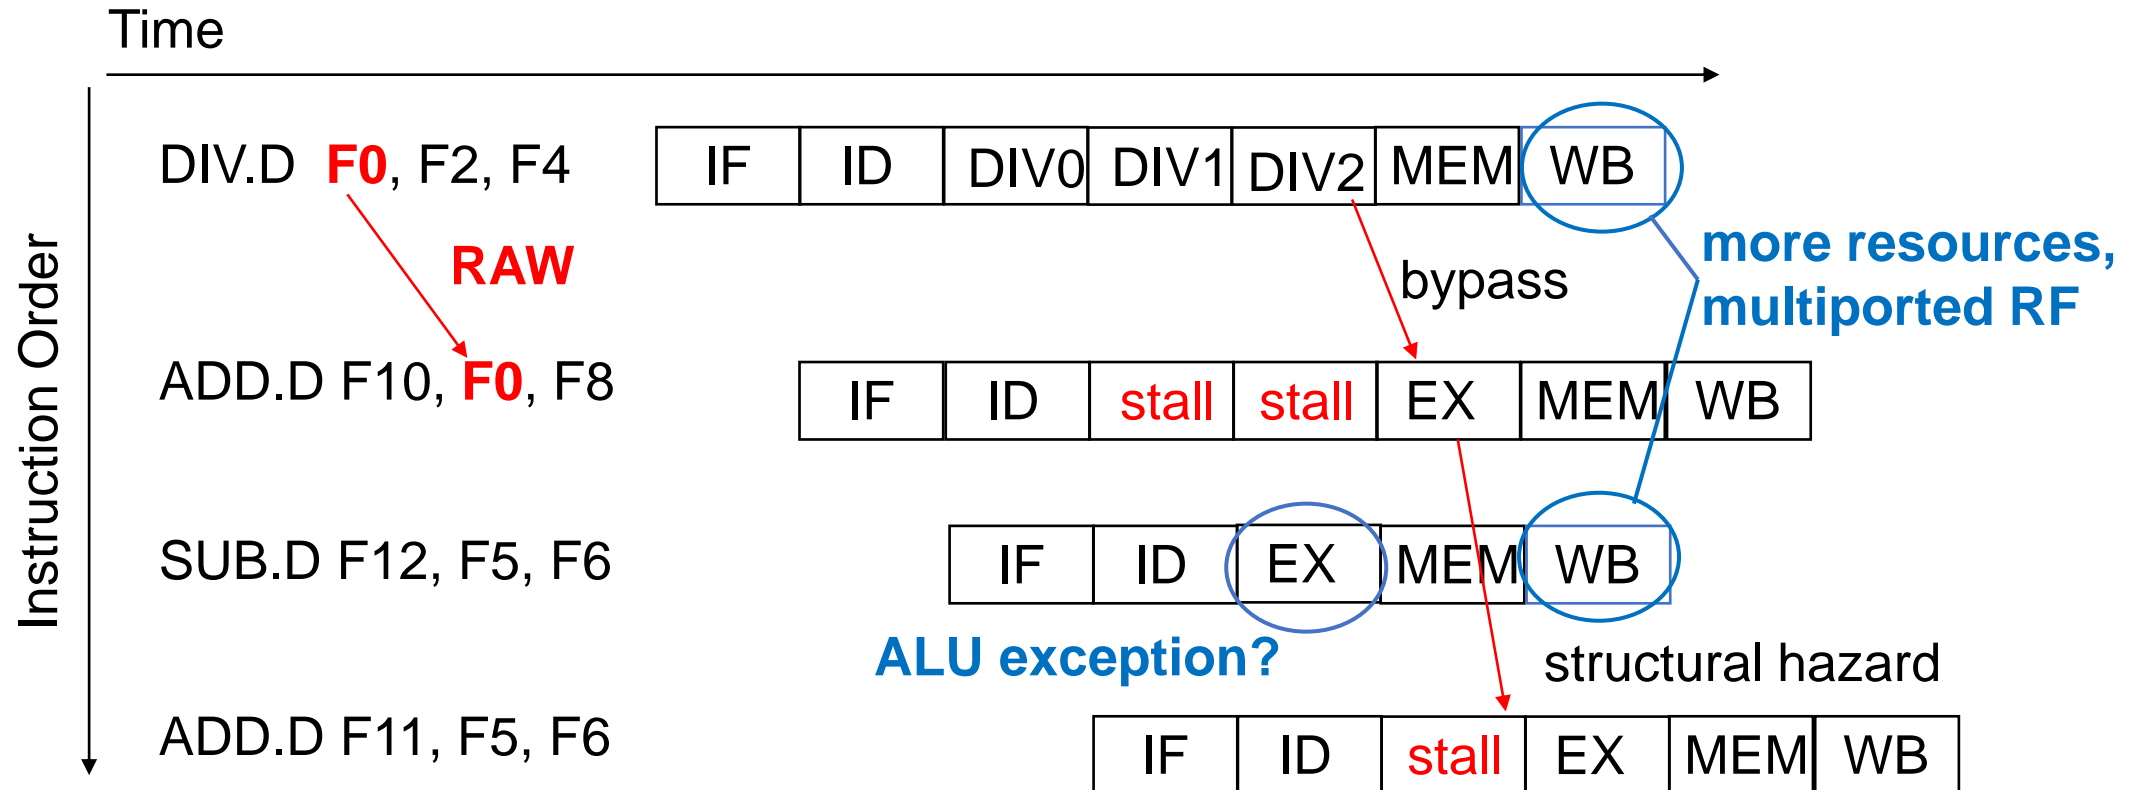 Time
Instruction Order
DIV.D F0, F2, F4 IF ID DIV0 DIV1 DIV2 MEM WB
RAW
bypass
more resources,
multiported RF
ADD.D F10, F0, F8 IF ID stall stall EX MEM WB
SUB.D F12, F5, F6 IF ID EX MEM WB
ALU exception?
structural hazard
ADD.D F11, F5, F6 IF ID stall EX MEM WB